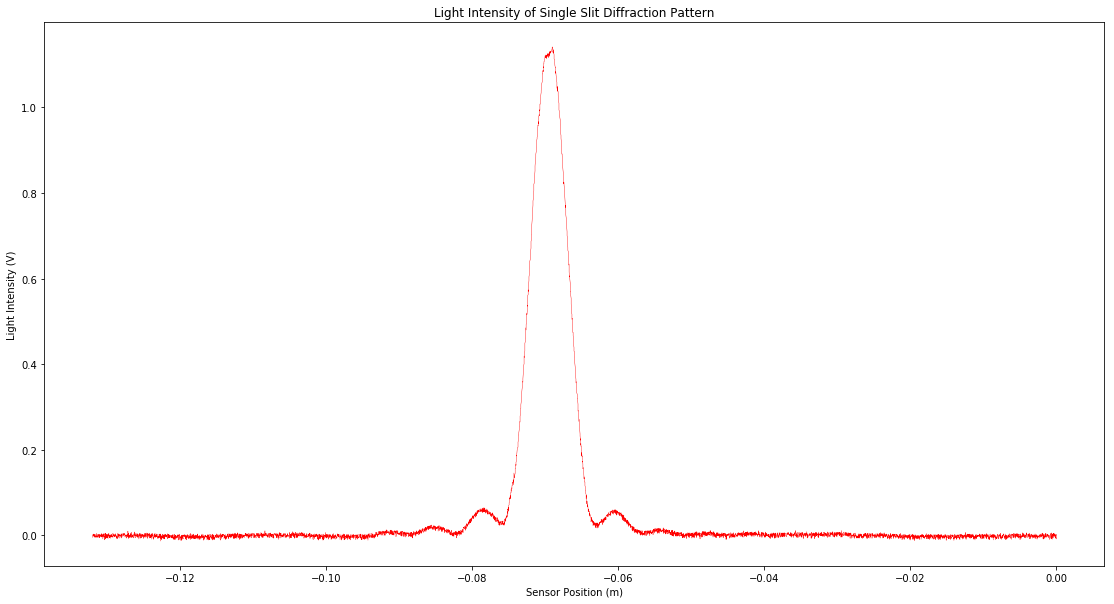 Light Intensity of Single Slit Diffraction Pattern
Light Intensity (V)
1.0
0.8
0.6
0.4
0.2
0.0
−0.12 −0.10 −0.08 −0.06 −0.04 −0.02 0.00
Sensor Position (m)